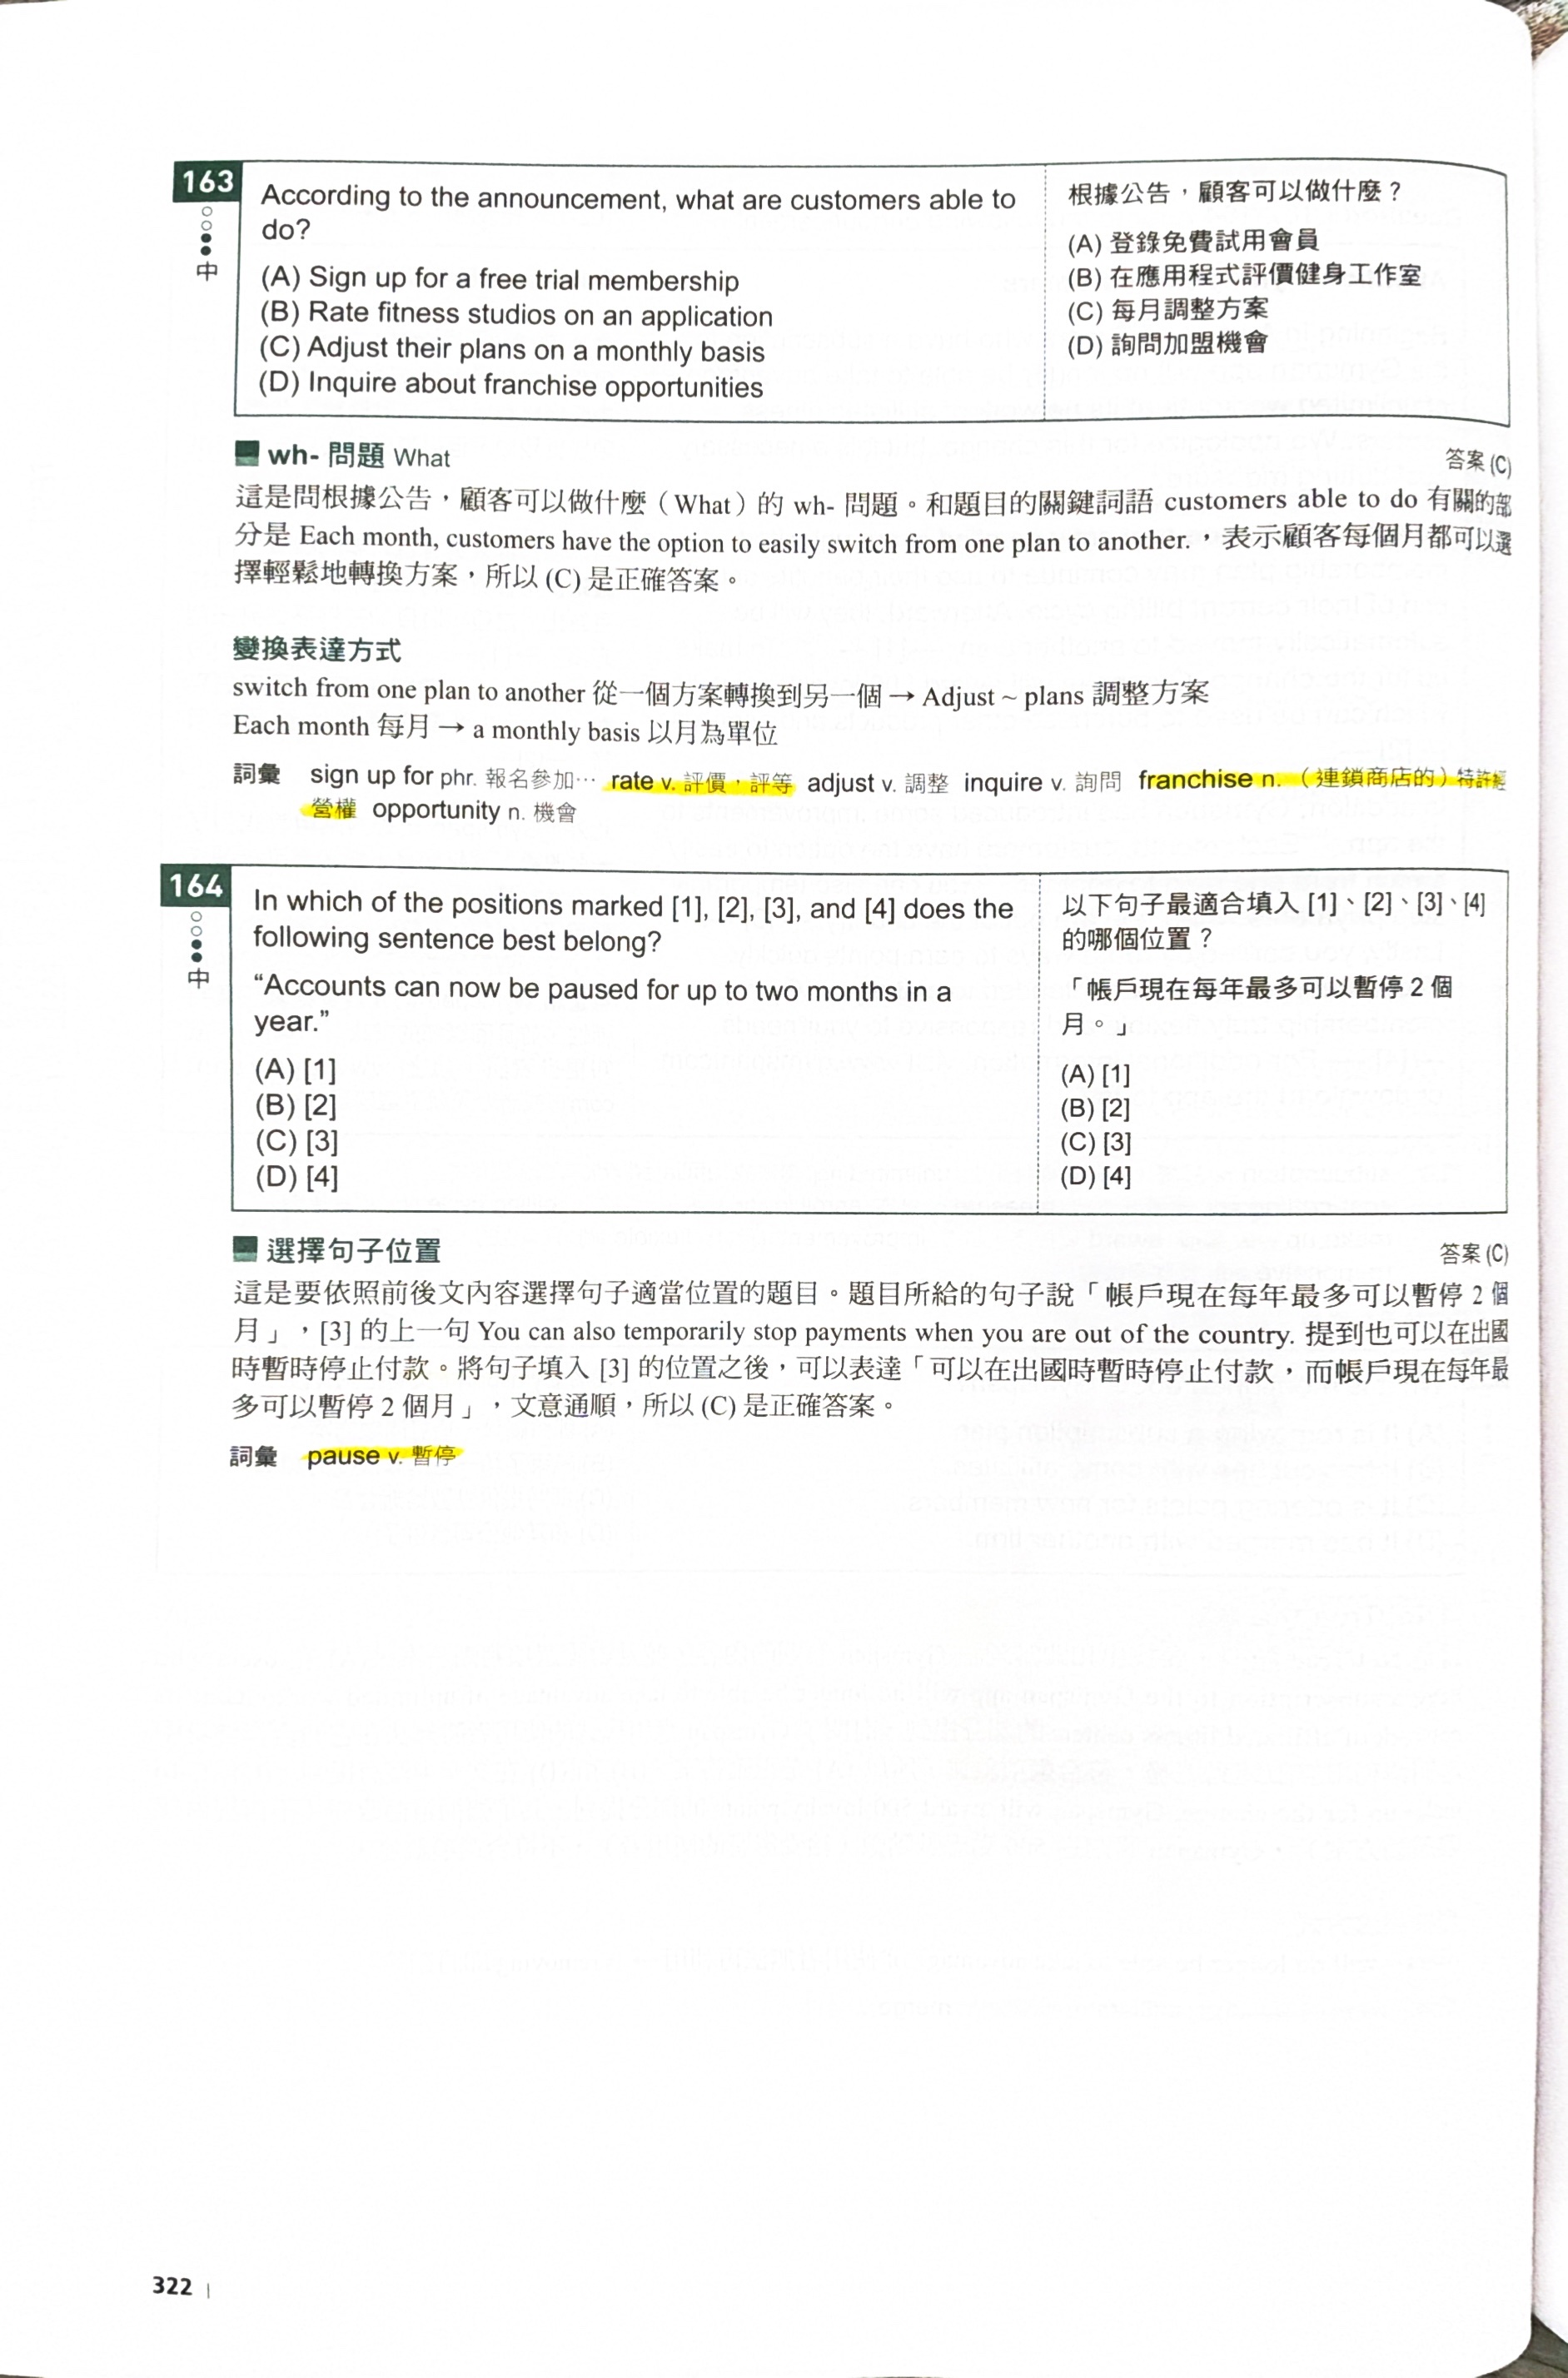 163
中
According to the announcement, what are customers able to
do?
(A) Sign up for a free trial membership
(B) Rate fitness studios on an application
(C) Adjust their plans on a monthly basis
(D) Inquire about franchise opportunities
根據公告，顧客可以做什麼？
(A) 登錄免費試用會員
(B) 在應用程式評價健身工作室
(C) 每月調整方案
(D) 詢問加盟機會
wh- 問題 What
答案 (C)
這是問根據公告，顧客可以做什麼（What）的 wh- 問題。和題目的關鍵詞語 customers able to do 有關的部
分是 Each month, customers have the option to easily switch from one plan to another.，表示顧客每個月都可以選
擇輕鬆地轉換方案，所以 (C) 是正確答案。
變換表達方式
switch from one plan to another 從一個方案轉換到另一個 → Adjust ~ plans 調整方案
Each month 每月 → a monthly basis 以月為單位
詞彙 sign up for phr. 報名參加… rate v. 評價，評等 adjust v. 調整 inquire v. 詢問 franchise n.（連鎖商店的）特許經
營權 opportunity n. 機會
164
中
In which of the positions marked [1], [2], [3], and [4] does the
following sentence best belong?
“Accounts can now be paused for up to two months in a
year.”
(A) [1]
(B) [2]
(C) [3]
(D) [4]
以下句子最適合填入 [1]、[2]、[3]、[4]
的哪個位置？
「帳戶現在每年最多可以暫停 2 個
月。」
(A) [1]
(B) [2]
(C) [3]
(D) [4]
選擇句子位置
答案 (C)
這是要依照前後文內容選擇句子適當位置的題目。題目所給的句子說「帳戶現在每年最多可以暫停 2 個
月」，[3] 的上一句 You can also temporarily stop payments when you are out of the country. 提到也可以在出國
時暫時停止付款。將句子填入 [3] 的位置之後，可以表達「可以在出國時暫時停止付款，而帳戶現在每年最
多可以暫停 2 個月」，文意通順，所以 (C) 是正確答案。
詞彙 pause v. 暫停
322